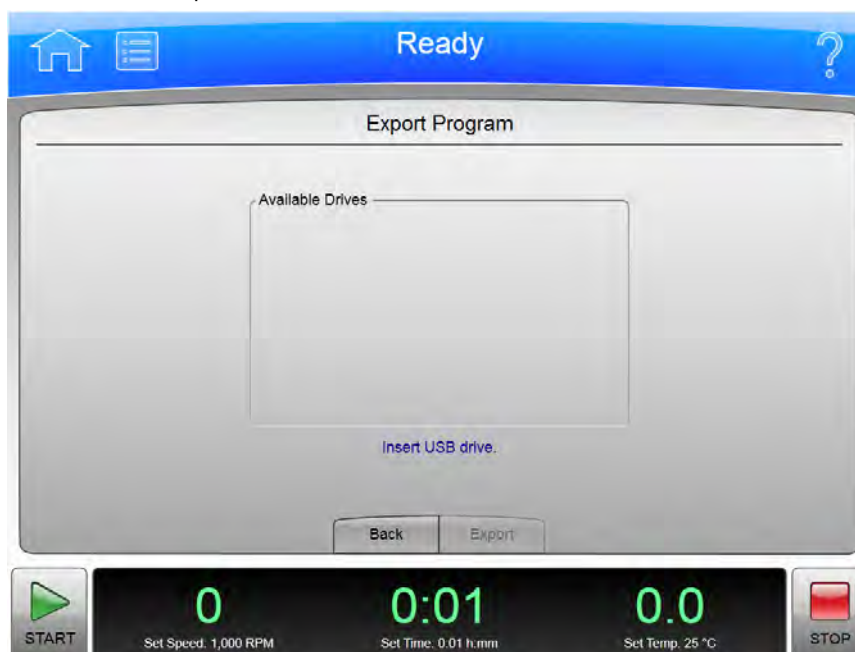 Ready
?
Export Program
Available Drives
Insert USB drive.
Back Export
0 0:01 0.0
START Set Speed: 1,000 RPM Set Time: 0:01 h:mm Set Temp. 25 °C STOP